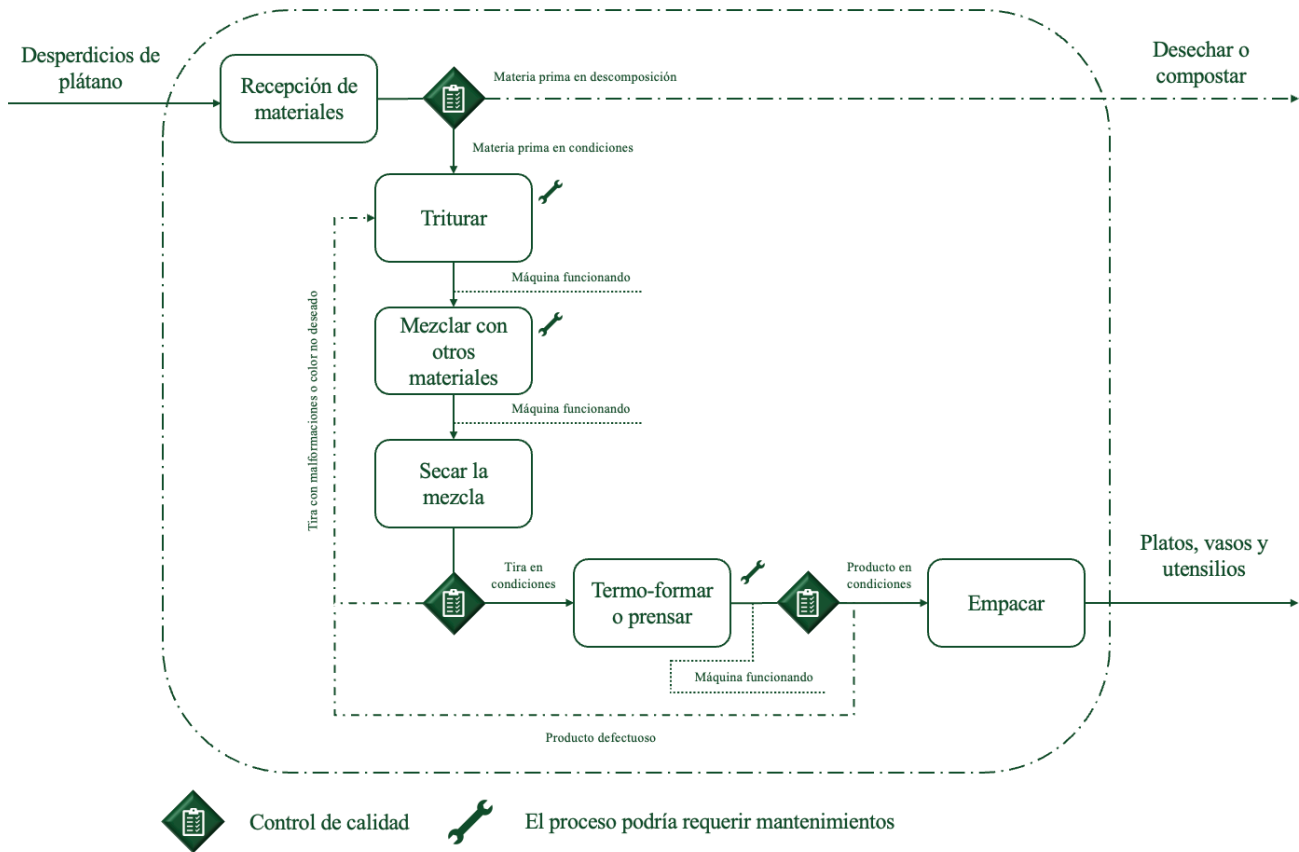 Desperdicios de
plátano
Recepción de
materiales
Materia prima en descomposición
Desechar o
compostar
Materia prima en condiciones
Triturar
Máquina funcionando
Mezclar con
otros
materiales
Máquina funcionando
Secar la
mezcla
Tira con malformaciones o color no deseado
Tira en
condiciones
Termo-formar
o prensar
Máquina funcionando
Producto en
condiciones
Empacar
Platos, vasos y
utensilios
Producto defectuoso
Control de calidad
El proceso podría requerir mantenimientos